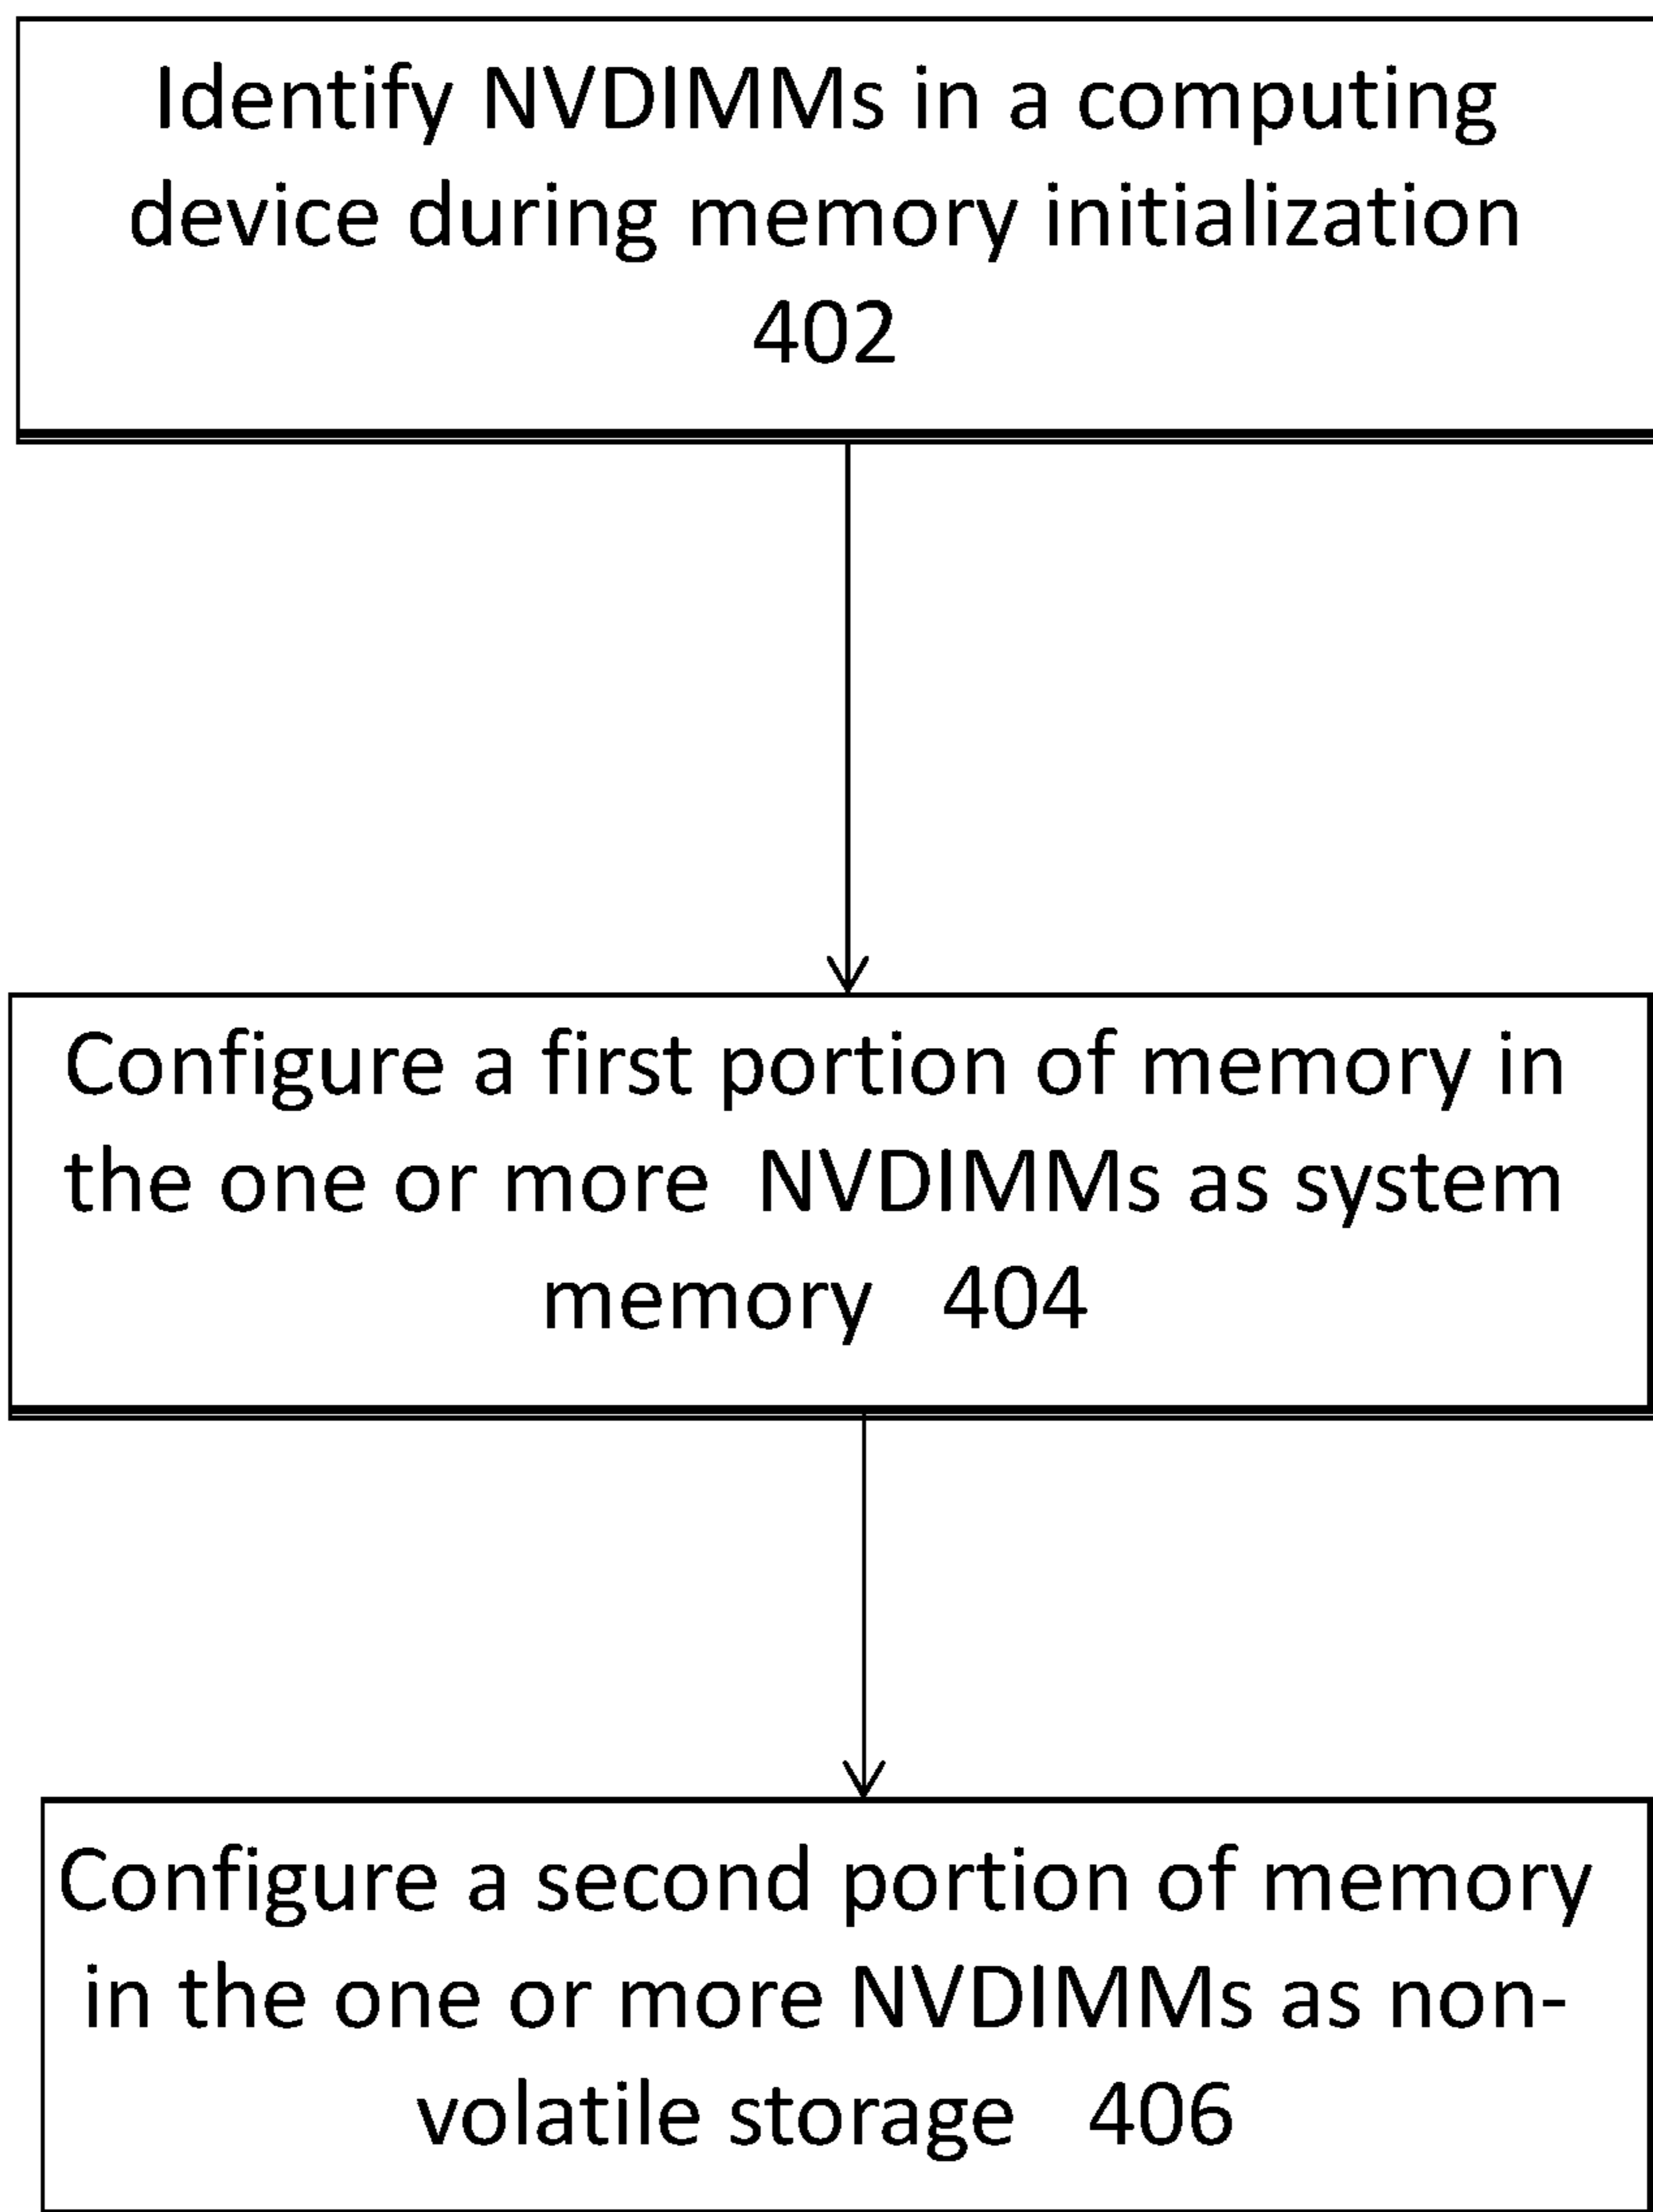 Identify NVDIMMs in a computing
device during memory initialization
402
Configure a first portion of memory in
the one or more NVDIMMs as system
memory 404
Configure a second portion of memory
in the one or more NVDIMMs as non-
volatile storage 406